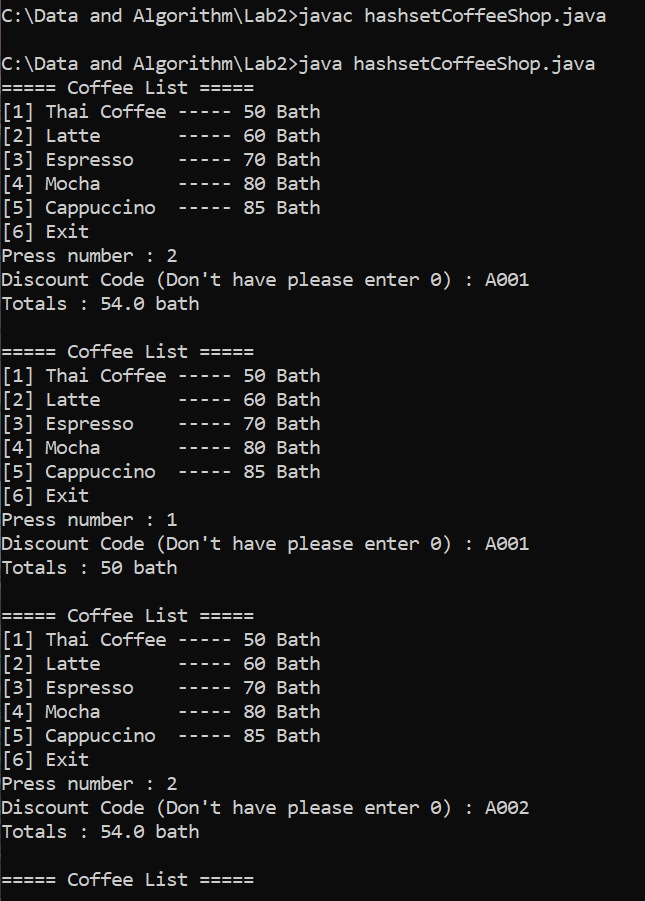 C:\Data and Algorithm\Lab2>javac hashsetCoffeeShop.java
C:\Data and Algorithm\Lab2>java hashsetCoffeeShop.java
===== Coffee List =====
[1] Thai Coffee ----- 50 Bath
[2] Latte       ----- 60 Bath
[3] Espresso    ----- 70 Bath
[4] Mocha       ----- 80 Bath
[5] Cappuccino  ----- 85 Bath
[6] Exit
Press number : 2
Discount Code (Don't have please enter 0) : A001
Totals : 54.0 bath
===== Coffee List =====
[1] Thai Coffee ----- 50 Bath
[2] Latte       ----- 60 Bath
[3] Espresso    ----- 70 Bath
[4] Mocha       ----- 80 Bath
[5] Cappuccino  ----- 85 Bath
[6] Exit
Press number : 1
Discount Code (Don't have please enter 0) : A001
Totals : 50 bath
===== Coffee List =====
[1] Thai Coffee ----- 50 Bath
[2] Latte       ----- 60 Bath
[3] Espresso    ----- 70 Bath
[4] Mocha       ----- 80 Bath
[5] Cappuccino  ----- 85 Bath
[6] Exit
Press number : 2
Discount Code (Don't have please enter 0) : A002
Totals : 54.0 bath
===== Coffee List =====